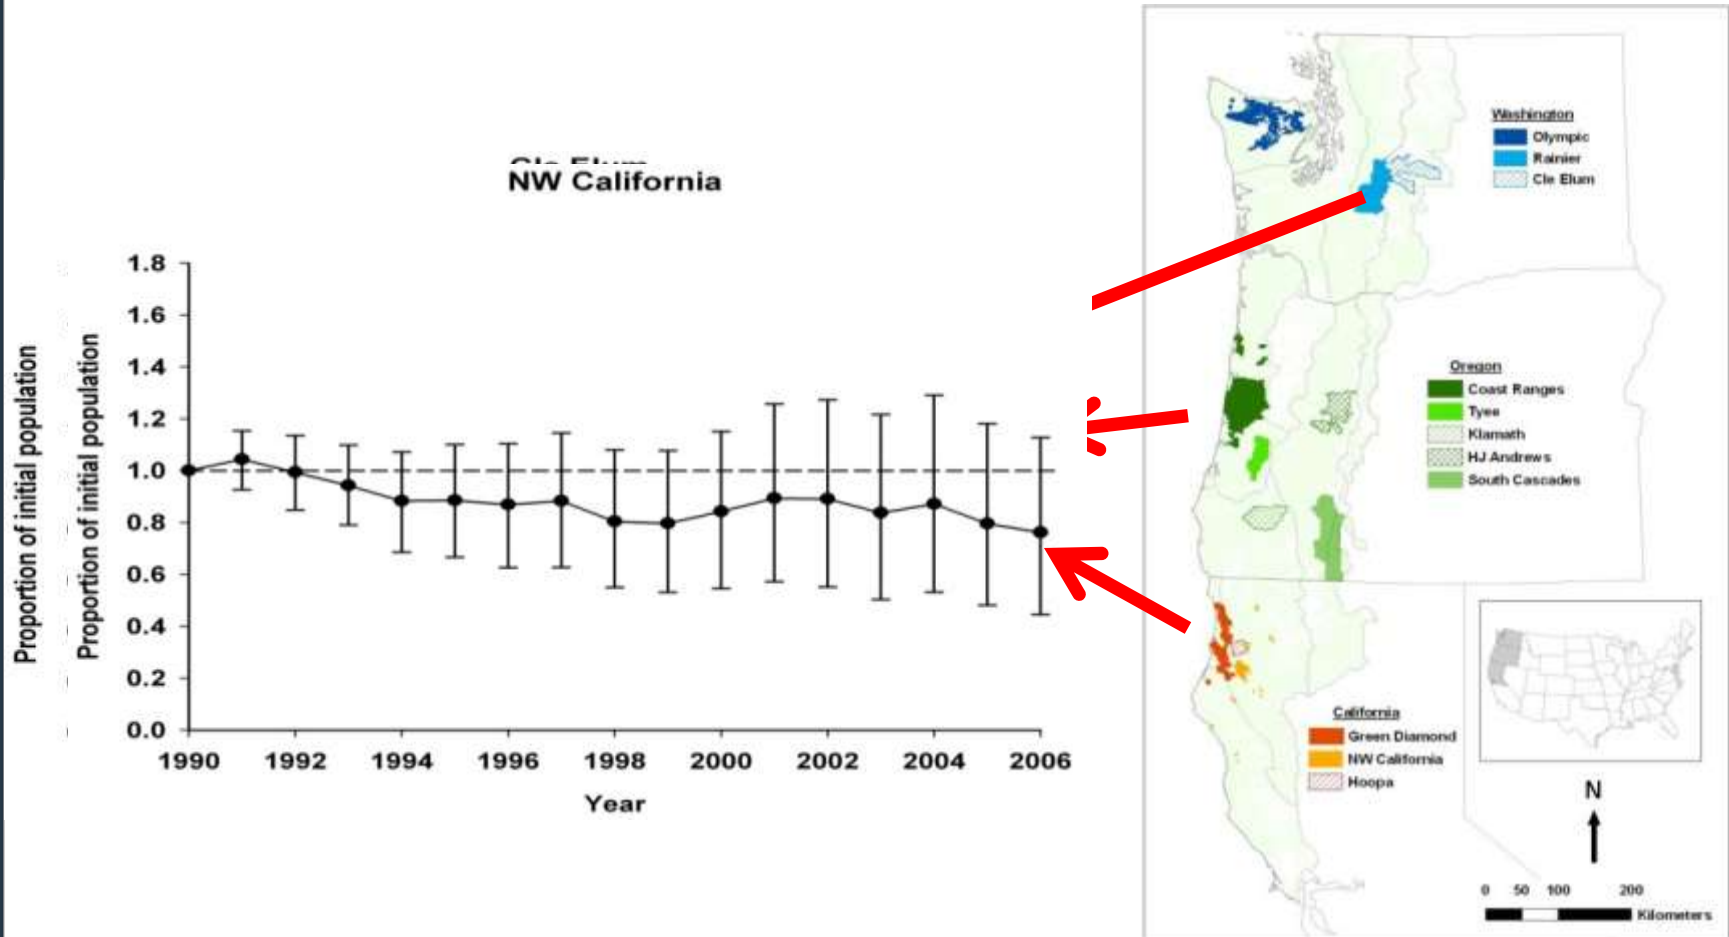 NW California
Proportion of initial population
Proportion of initial population
1.8
1.6
1.4
1.2
1.0
0.8
0.6
0.4
0.2
0.0
1990 1992 1994 1996 1998 2000 2002 2004 2006
Year
Washington
Olympic
Rainier
Cle Elum
Oregon
Coast Ranges
Tyee
Klamath
HJ Andrews
South Cascades
California
Green Diamond
NW California
Hoopa
N
0 50 100 200
Kilometers